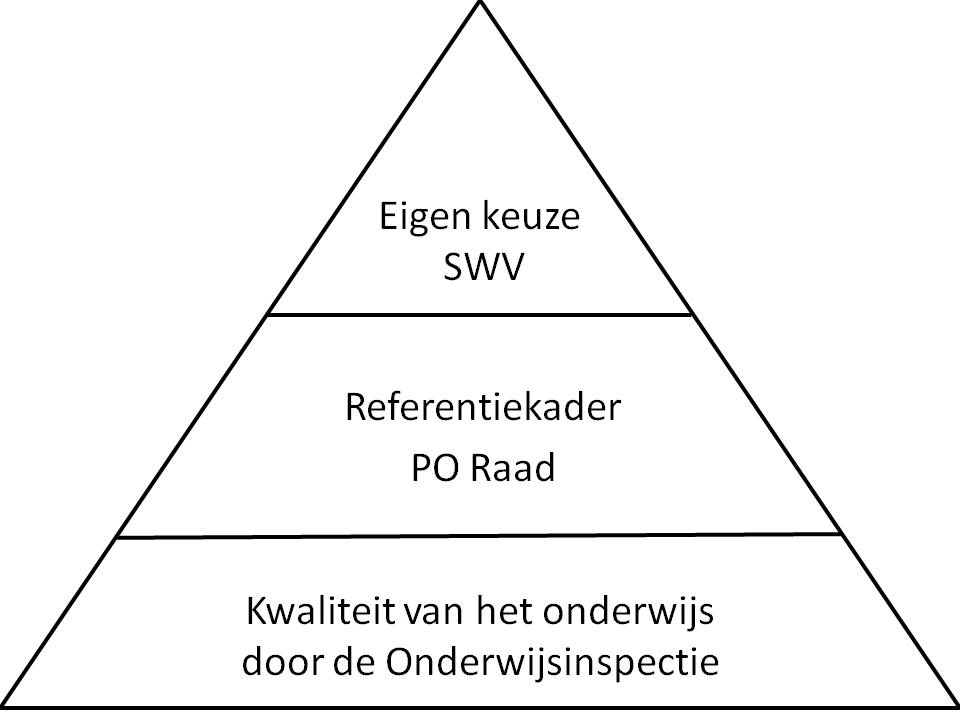 Eigen keuze
SWV
Referentiekader
PO Raad
Kwaliteit van het onderwijs
door de Onderwijsinspectie